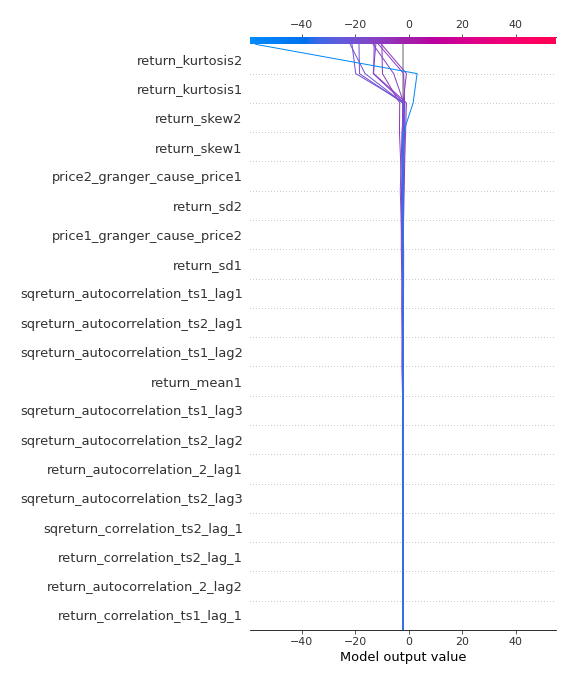 −40 −20 0 20 40
return_kurtosis2
return_kurtosis1
return_skew2
return_skew1
price2_granger_cause_price1
return_sd2
price1_granger_cause_price2
return_sd1
sqreturn_autocorrelation_ts1_lag1
sqreturn_autocorrelation_ts2_lag1
sqreturn_autocorrelation_ts1_lag2
return_mean1
sqreturn_autocorrelation_ts1_lag3
sqreturn_autocorrelation_ts2_lag2
return_autocorrelation_2_lag1
sqreturn_autocorrelation_ts2_lag3
sqreturn_correlation_ts2_lag_1
return_correlation_ts2_lag_1
return_autocorrelation_2_lag2
return_correlation_ts1_lag_1
−40 −20 0 20 40
Model output value